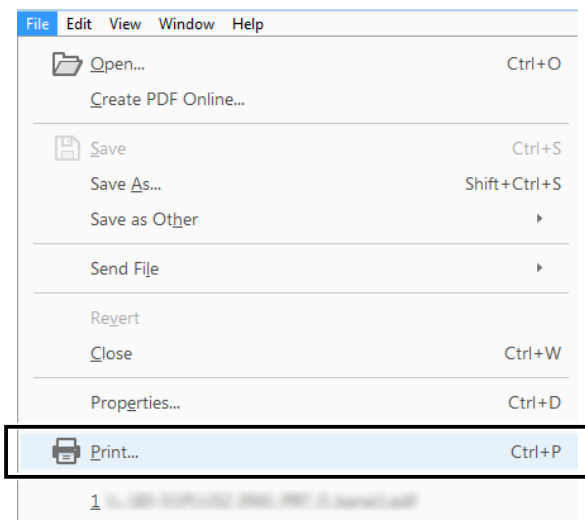 File Edit View Window Help
Open... Ctrl+O
Create PDF Online...
Save Ctrl+S
Save As... Shift+Ctrl+S
Save as Other
Send File
Revert
Close Ctrl+W
Properties... Ctrl+D
Print... Ctrl+P
1